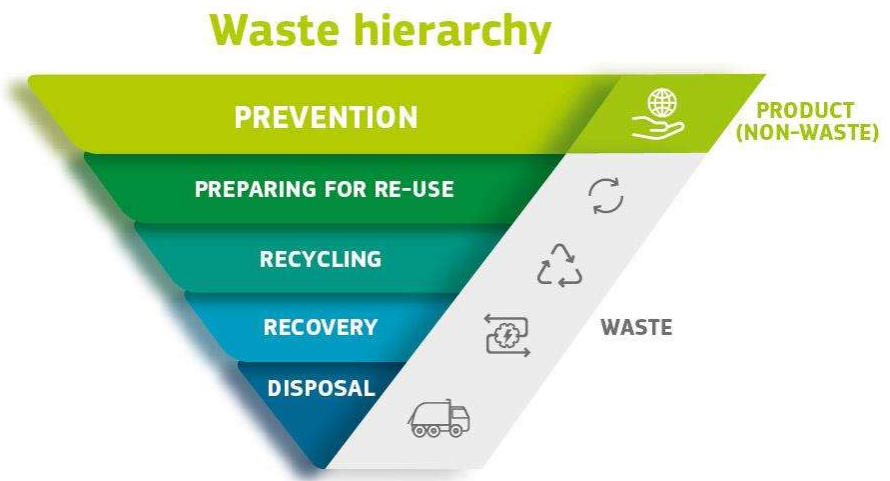 Waste hierarchy
PREVENTION
PRODUCT
(NON-WASTE)
PREPARING FOR RE-USE
RECYCLING
RECOVERY
WASTE
DISPOSAL